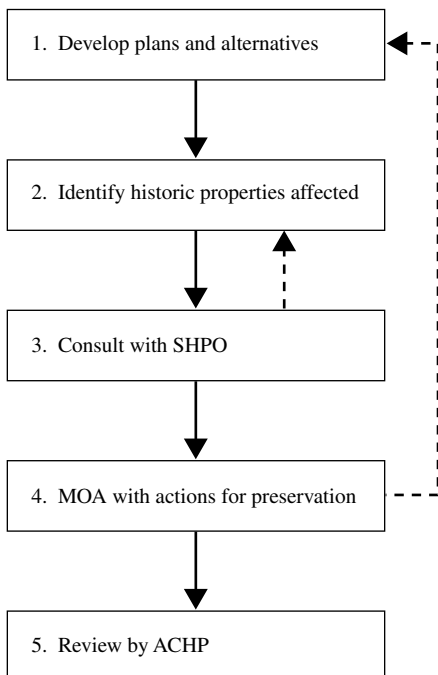 1. Develop plans and alternatives
2. Identify historic properties affected
3. Consult with SHPO
4. MOA with actions for preservation
5. Review by ACHP